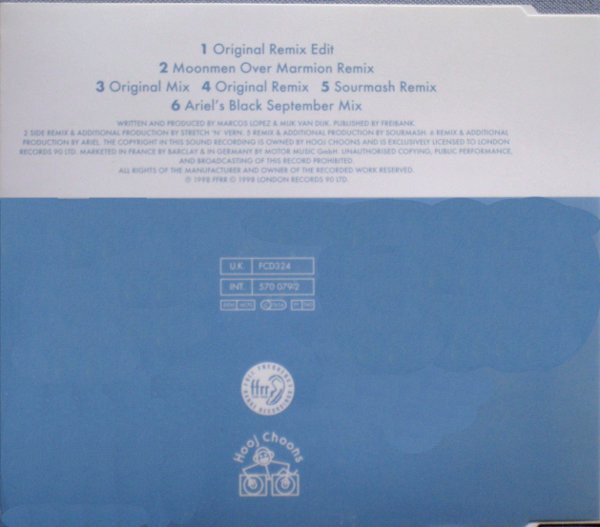 1 Original Remix Edit
2 Moonmen Over Marmion Remix
3 Original Mix 4 Original Remix 5 Sourmash Remix
6 Ariel's Black September Mix
WRITTEN AND PRODUCED BY MARCOS LOPEZ & MIJK VAN DIJK. PUBLISHED BY FREIBANK.
2 SIDE REMIX & ADDITIONAL PRODUCTION BY STRETCH 'N' VERN. 5 REMIX & ADDITIONAL PRODUCTION BY SOURMASH. 6 REMIX & ADDITIONAL
PRODUCTION BY ARIEL. THE COPYRIGHT IN THIS SOUND RECORDING IS OWNED BY HOOJ CHOONS AND IS EXCLUSIVELY LICENSED TO LONDON
RECORDS 90 LTD. MARKETED IN FRANCE BY BARCLAY & IN GERMANY BY MOTOR MUSIC GmbH. UNAUTHORISED COPYING, PUBLIC PERFORMANCE,
AND BROADCASTING OF THIS RECORD PROHIBITED.
ALL RIGHTS OF THE MANUFACTURER AND OWNER OF THE RECORDED WORK RESERVED.
℗ 1998 FFRR © 1998 LONDON RECORDS 90 LTD.
U.K. FCD324
INT. 570 079-2
FULL FREQUENCY
ffrr
RANGE RECORDINGS
Hooj Choons